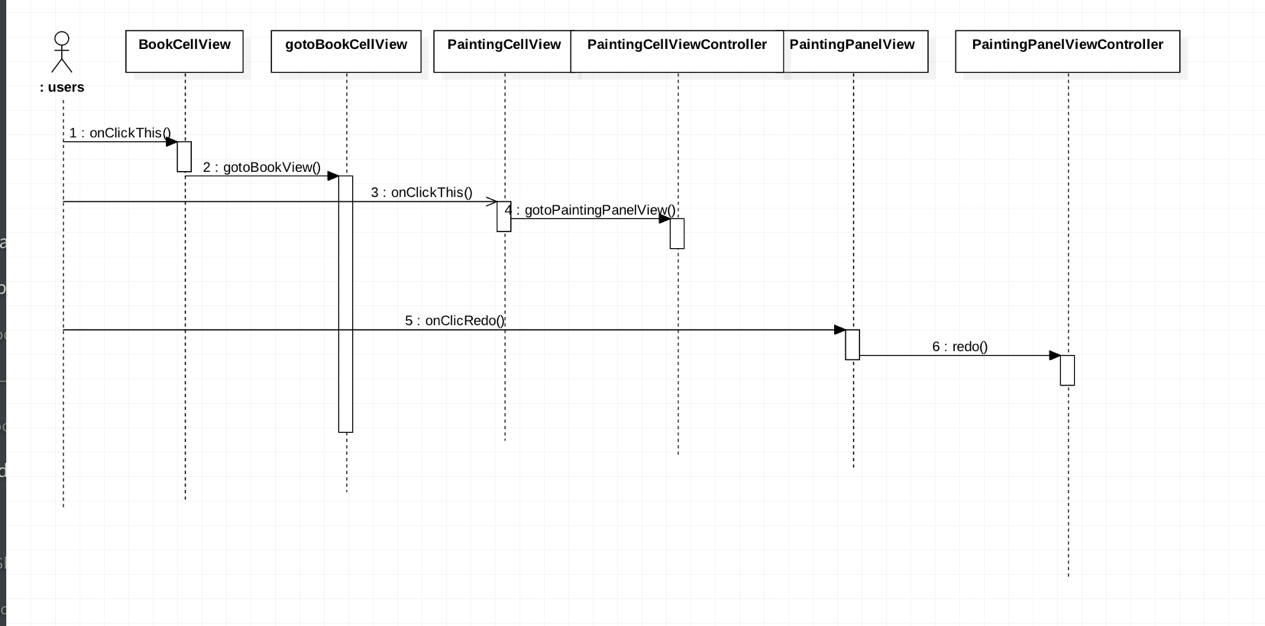 BookCellView
gotoBookCellView
PaintingCellView
PaintingCellViewController
PaintingPanelView
PaintingPanelViewController
: users
1 : onClickThis()
2 : gotoBookView()
3 : onClickThis()
4 : gotoPaintingPanelView()
5 : onClicRedo()
6 : redo()